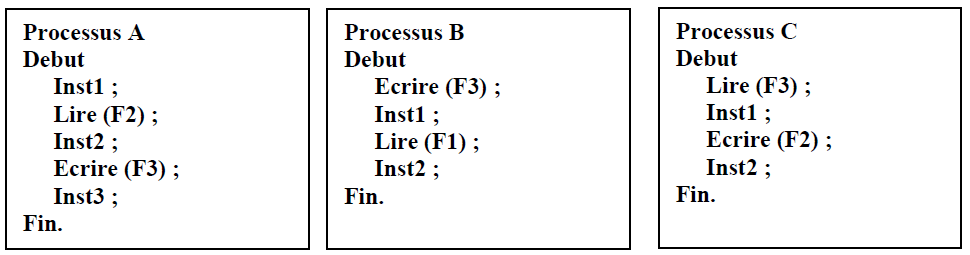 Processus A
Debut
Inst1 ;
Lire (F2) ;
Inst2 ;
Ecrire (F3) ;
Inst3 ;
Fin.
Processus B
Debut
Ecrire (F3) ;
Inst1 ;
Lire (F1) ;
Inst2 ;
Fin.
Processus C
Debut
Lire (F3) ;
Inst1 ;
Ecrire (F2) ;
Inst2 ;
Fin.